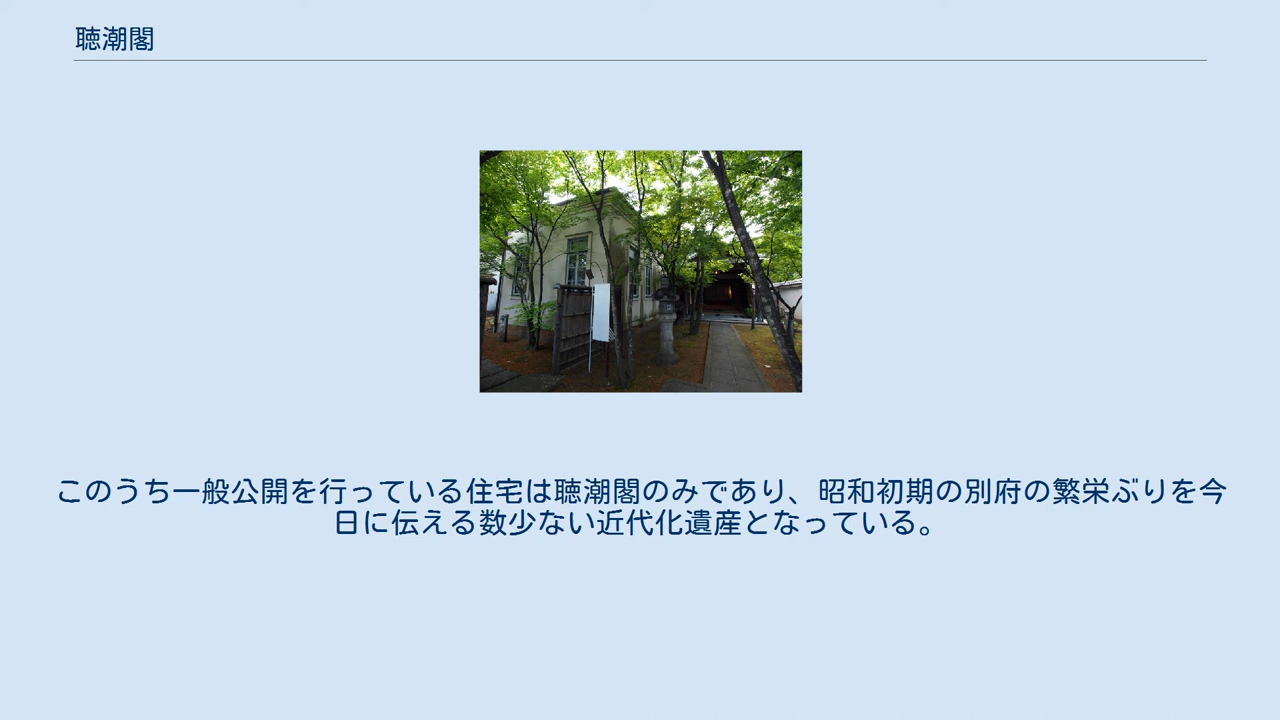 聴潮閣
このうち一般公開を行っている住宅は聴潮閣のみであり、昭和初期の別府の繁栄ぶりを今
日に伝える数少ない近代化遺産となっている。